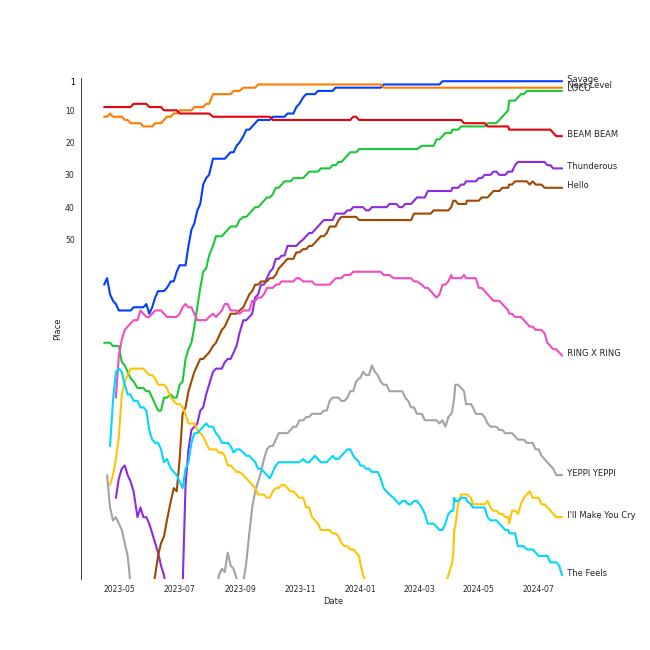 1
10
20
30
40
50
Place
2023-05
2023-07
2023-09
2023-11
2024-01
2024-03
2024-05
2024-07
Date
Savage
Next Level
LOCO
BEAM BEAM
Thunderous
Hello
RING X RING
YEPPI YEPPI
I'll Make You Cry
The Feels